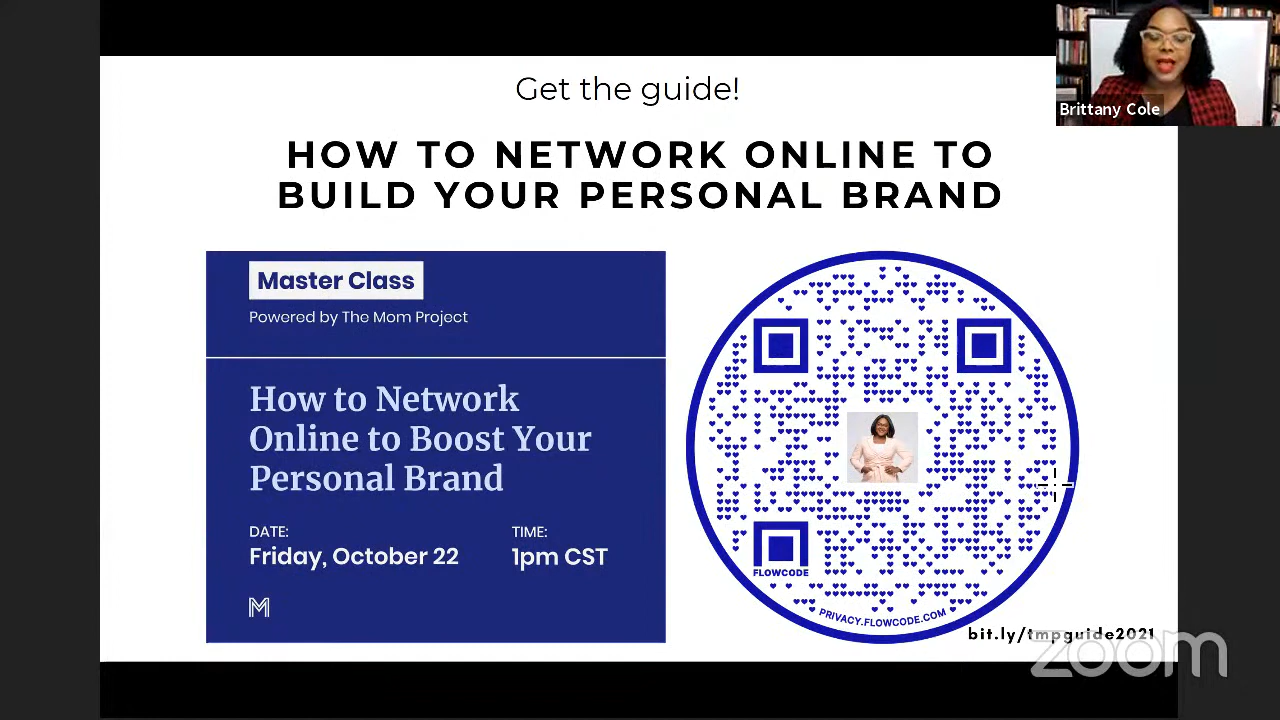 Get the guide!
Brittany Cole
HOW TO NETWORK ONLINE TO
BUILD YOUR PERSONAL BRAND
Master Class
Powered by The Mom Project
How to Network
Online to Boost Your
Personal Brand
DATE:
TIME:
Friday, October 22
1pm CST
M
FLOWCODE
PRIVACY.FLOWCODE.COM
bit.ly/tmpguide2021
zoom